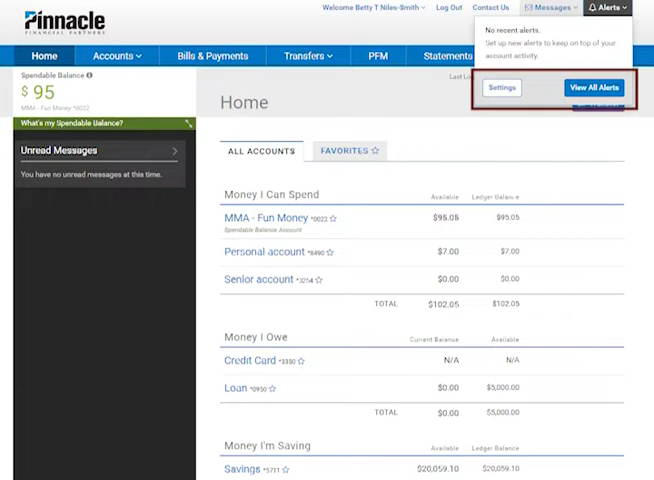 Pinnacle
FINANCIAL PARTNERS
Welcome Betty T Niles-Smith
Log Out
Contact Us
Messages
Alerts
No recent alerts.
Set up new alerts to keep on top of your
account activity.
Settings
View All Alerts
Home
Accounts
Bills & Payments
Transfers
PFM
Statements
Spendable Balance
$ 95
MMA - Fun Money *0022
What's my Spendable Balance?
Unread Messages
You have no unread messages at this time.
Last Lo
Home
ALL ACCOUNTS
FAVORITES
Money I Can Spend Available Ledger Balance
MMA - Fun Money *0022 $95.05 $95.05
Spendable Balance Account
Personal account *8490 $7.00 $7.00
Senior account *3254 $0.00 $0.00
TOTAL $102.05 $102.05
Money I Owe Current Balance Available
Credit Card *3350 N/A N/A
Loan *0950 $0.00 $5,000.00
TOTAL $0.00 $5,000.00
Money I'm Saving Available Ledger Balance
Savings *5711 $20,059.10 $20,059.10